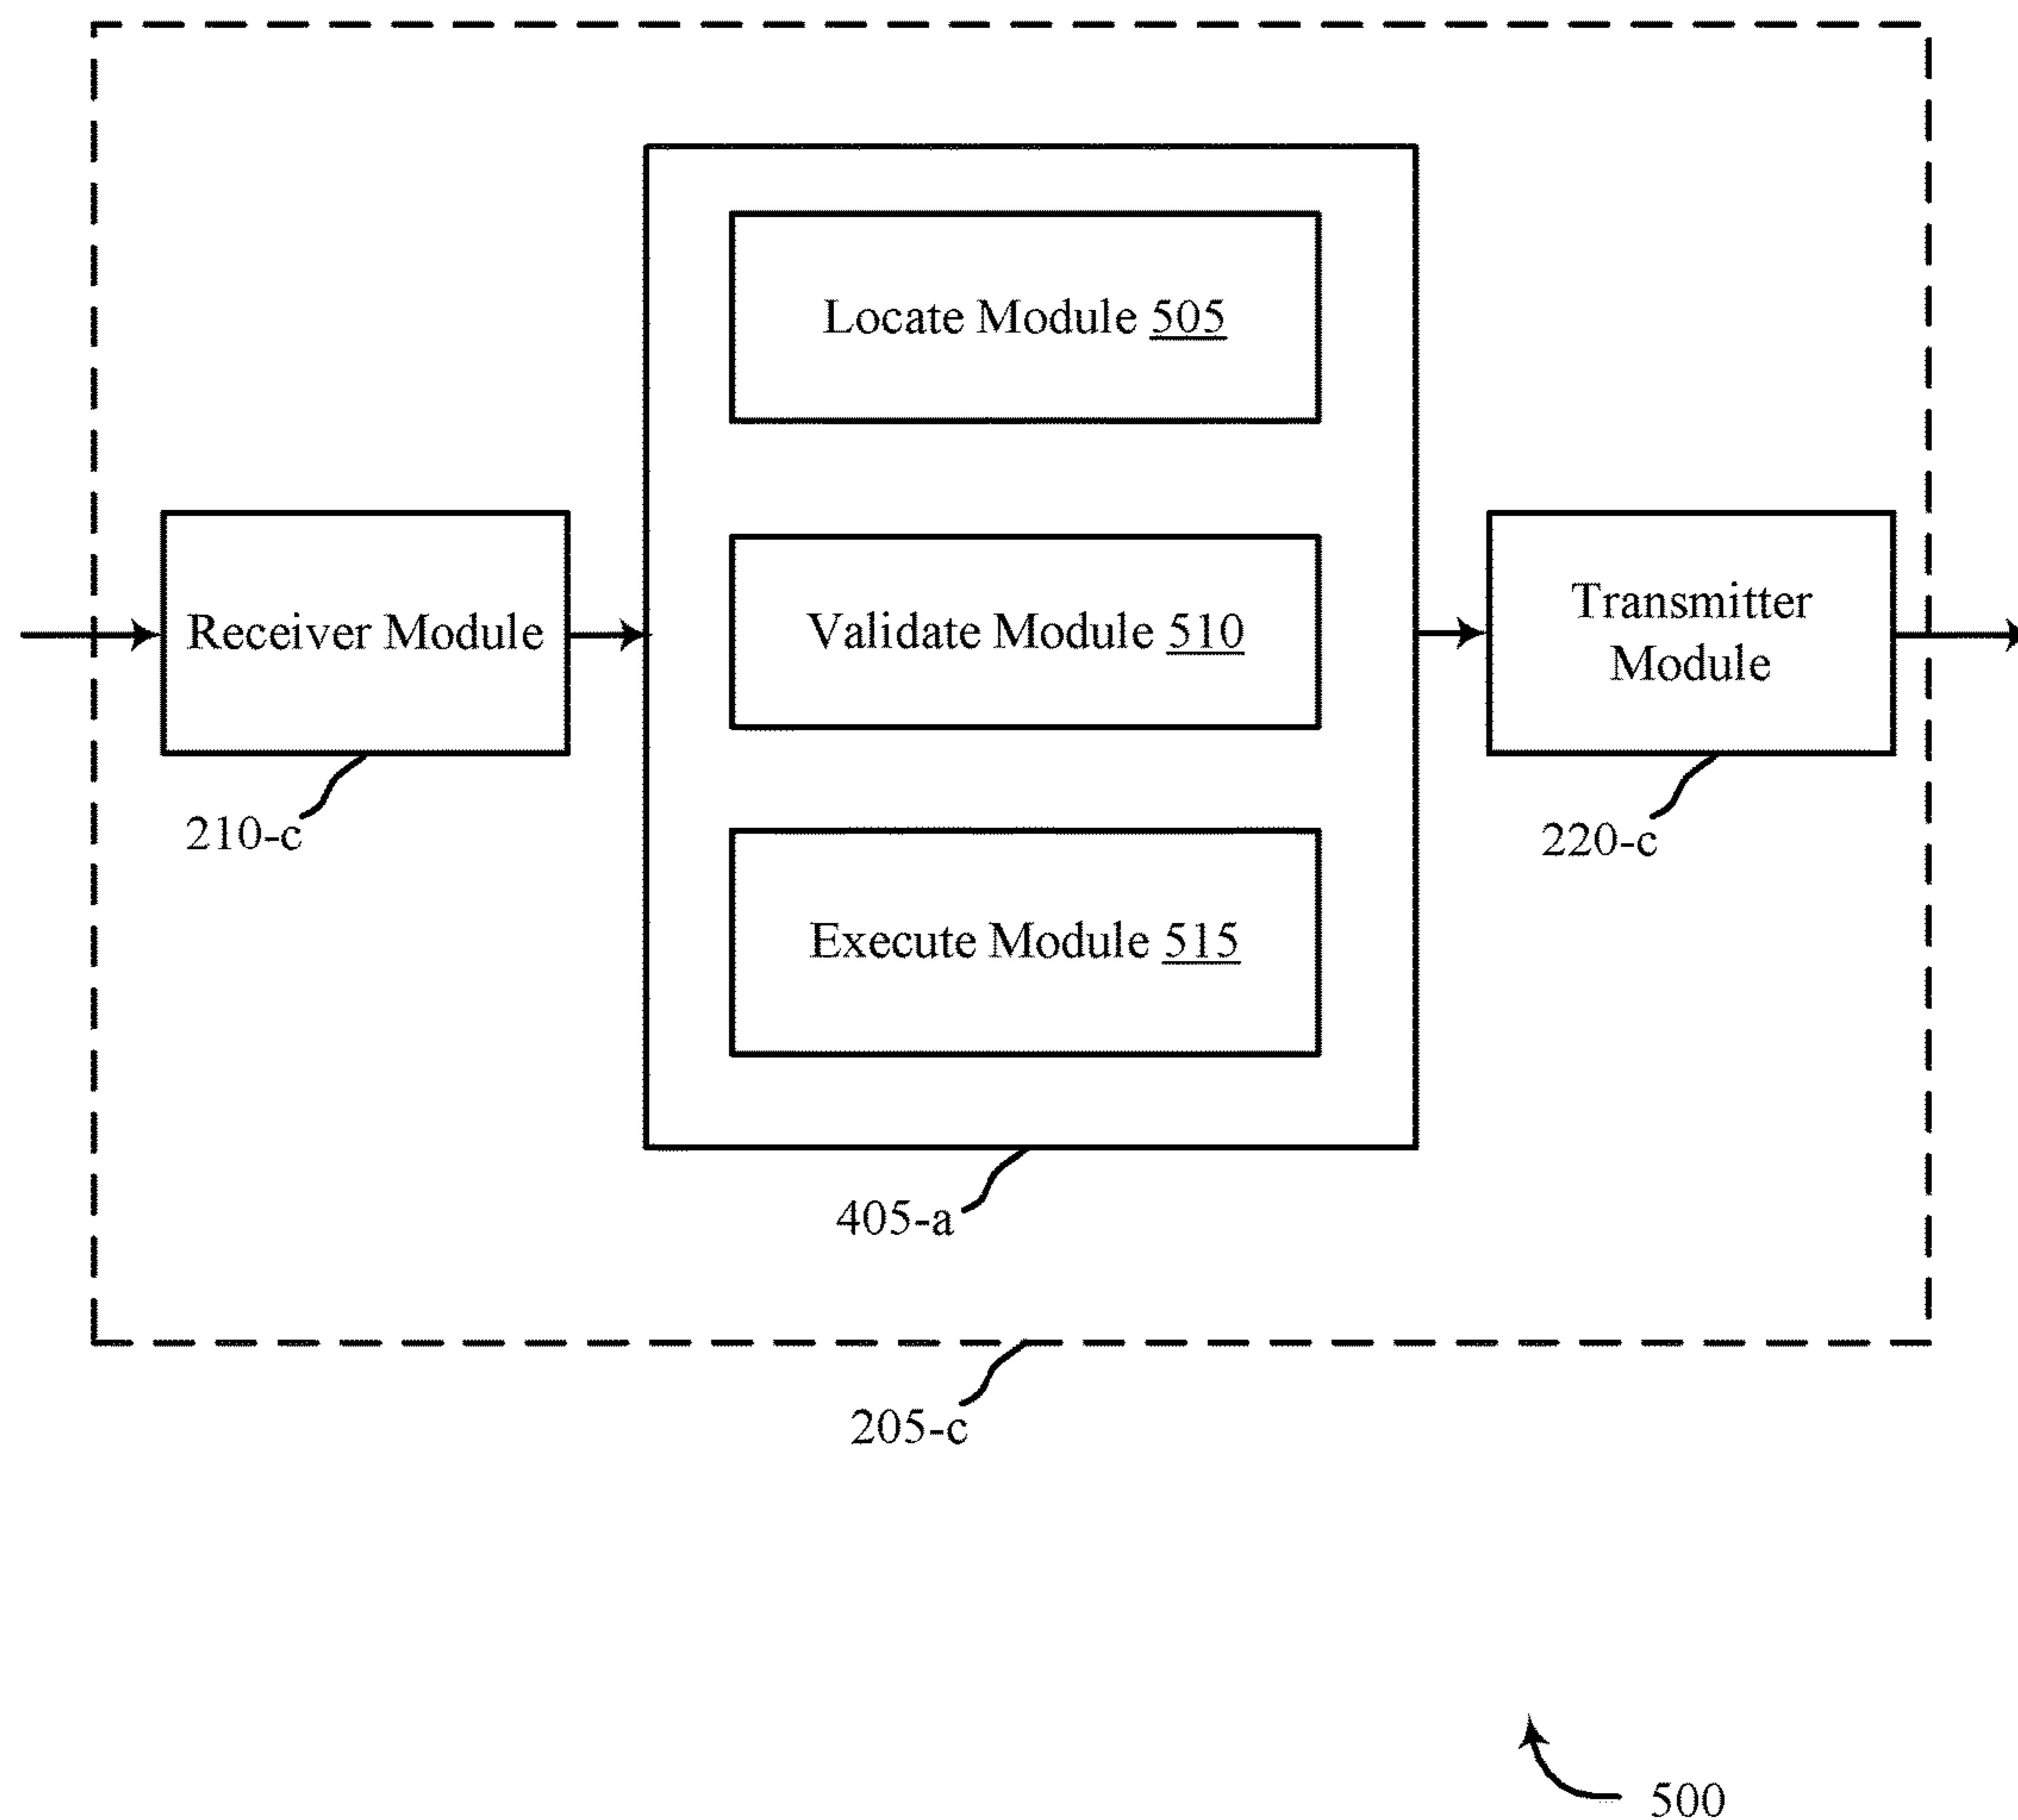 Locate Module 505
Receiver Module
Validate Module 510
Transmitter
Module
210-c
220-c
Execute Module 515
405-a
205-c
500